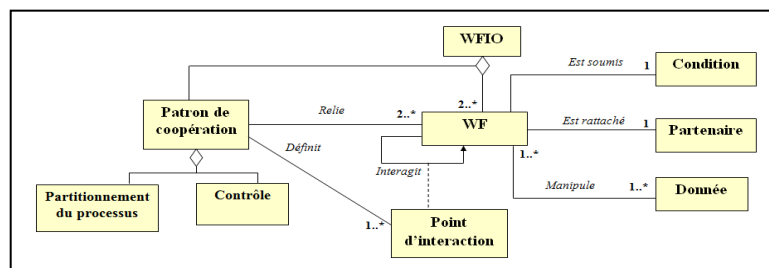 WFIO
Est soumis
1
Condition
Patron de
coopération
Relie
2..*
2..*
WF
Est rattaché
1
Partenaire
Définit
Interagit
1..*
Manipule
1..*
Donnée
Partitionnement
du processus
Contrôle
1..*
Point
d'interaction